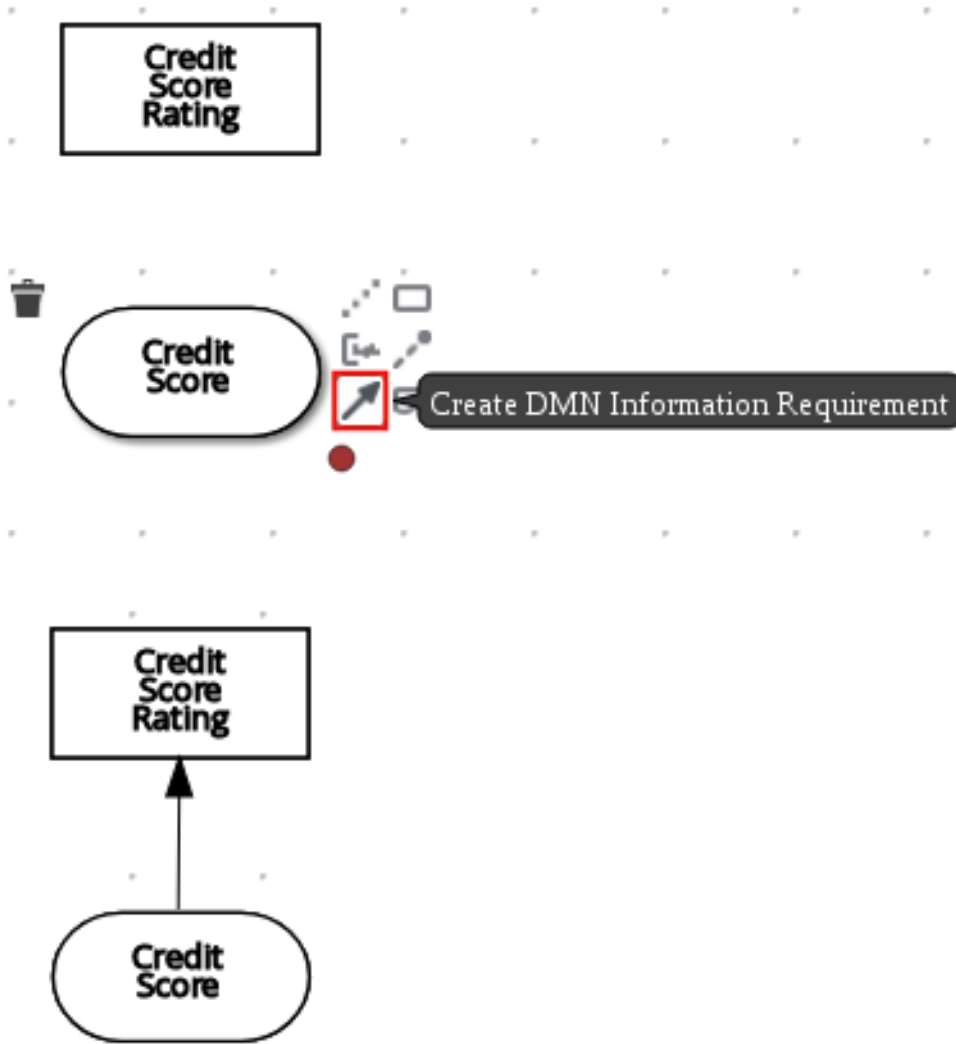 Credit
Score
Rating
Credit
Score
Create DMN Information Requirement
Credit
Score
Rating
Credit
Score